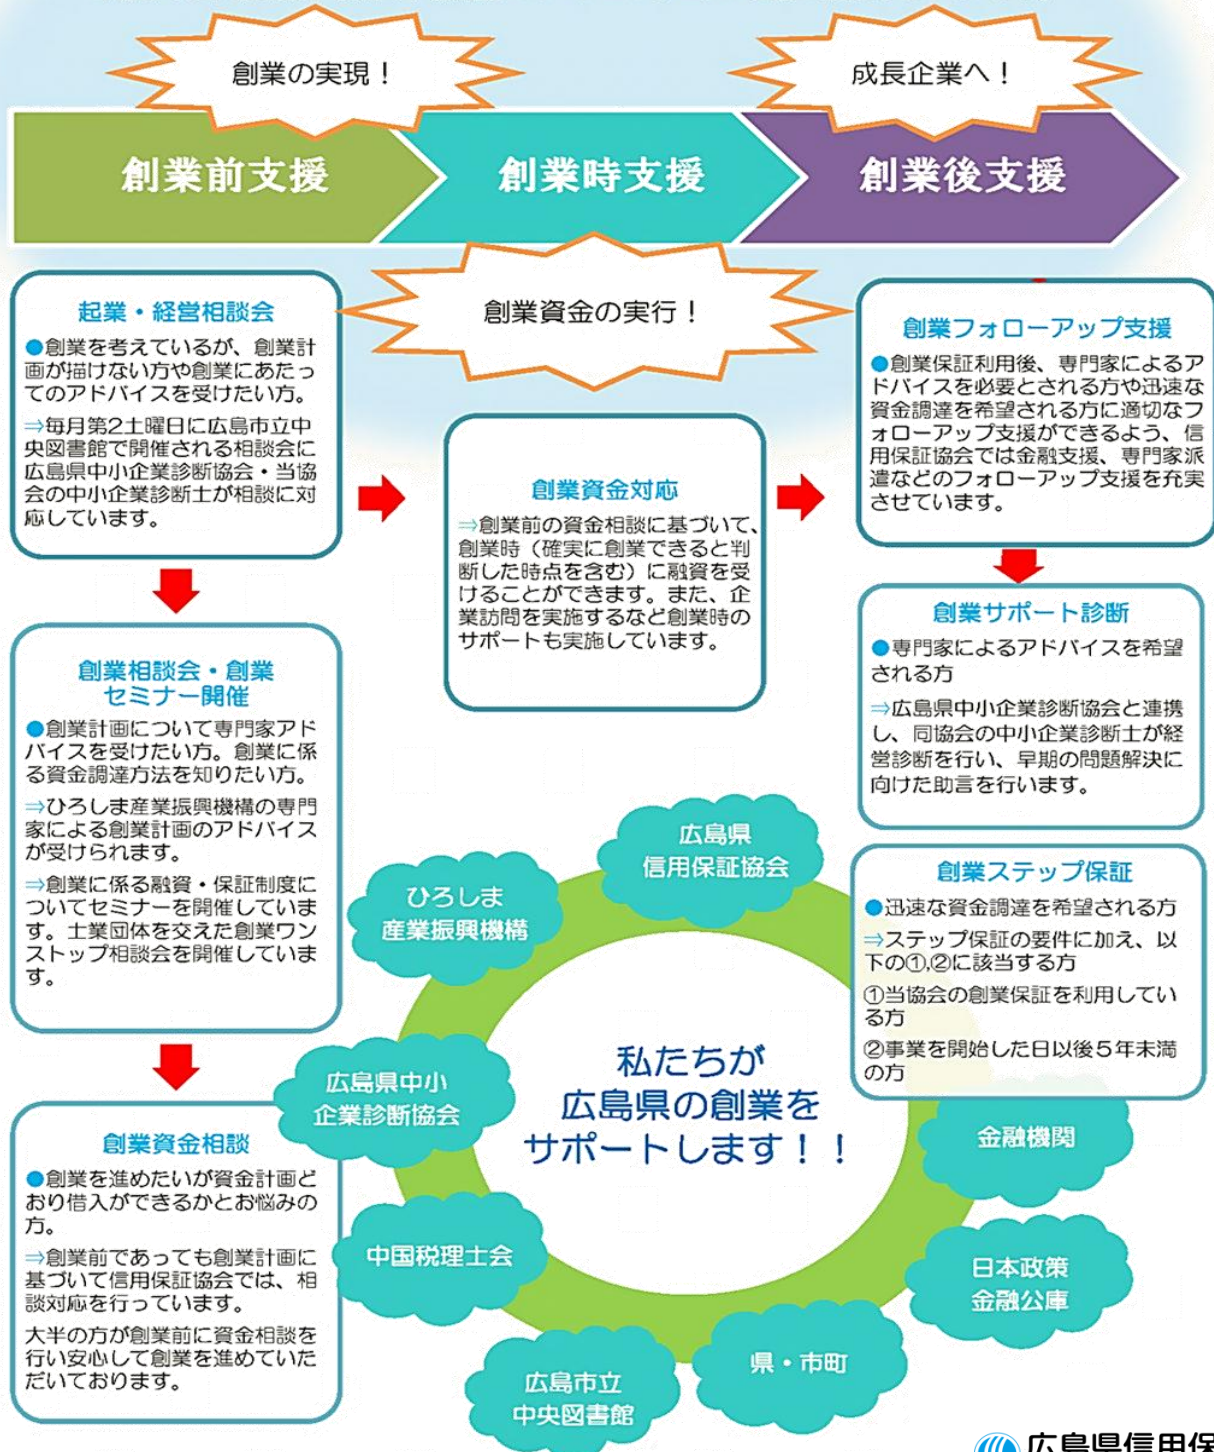 創業の実現！
成長企業へ！
創業前支援
創業時支援
創業後支援
創業資金の実行！
起業・経営相談会
●創業を考えているが、創業計
画が描けない方や創業にあたっ
てのアドバイスを受けたい方。
⇒毎月第2土曜日に広島市立中
央図書館で開催される相談会に
広島県中小企業診断協会・当協
会の中小企業診断士が相談に対
応しています。
創業相談会・創業
セミナー開催
●創業計画について専門家アド
バイスを受けたい方。創業に係
る資金調達方法を知りたい方。
⇒ひろしま産業振興機構の専門
家による創業計画のアドバイス
が受けられます。
⇒創業に係る融資・保証制度に
ついてセミナーを開催していま
す。士業団体を交えた創業ワン
ストップ相談会を開催していま
す。
創業資金相談
●創業を進めたいが資金計画ど
おり借入ができるかとお悩みの
方。
⇒創業前であっても創業計画に
基づいて信用保証協会では、相
談対応を行っています。
大半の方が創業前に資金相談を
行い安心して創業を進めていた
だいております。
創業資金対応
⇒創業前の資金相談に基づいて、
創業時（確実に創業できると判
断した時点を含む）に融資を受
けることができます。また、企
業訪問を実施するなど創業時の
サポートも実施しています。
創業フォローアップ支援
●創業保証利用後、専門家によるア
ドバイスを必要とされる方や迅速な
資金調達を希望される方に適切なフ
ォローアップ支援ができるよう、信
用保証協会では金融支援、専門家派
遣などのフォローアップ支援を充実
させています。
創業サポート診断
●専門家によるアドバイスを希望
される方
⇒広島県中小企業診断協会と連携
し、同協会の中小企業診断士が経
営診断を行い、早期の問題解決に
向けた助言を行います。
創業ステップ保証
●迅速な資金調達を希望される方
⇒ステップ保証の要件に加え、以
下の①,②に該当する方
①当協会の創業保証を利用してい
る方
②事業を開始した日以後５年未満
の方
広島県
信用保証協会
ひろしま
産業振興機構
広島県中小
企業診断協会
中国税理士会
広島市立
中央図書館
県・市町
日本政策
金融公庫
金融機関
私たちが
広島県の創業を
サポートします！！
広島県信用保